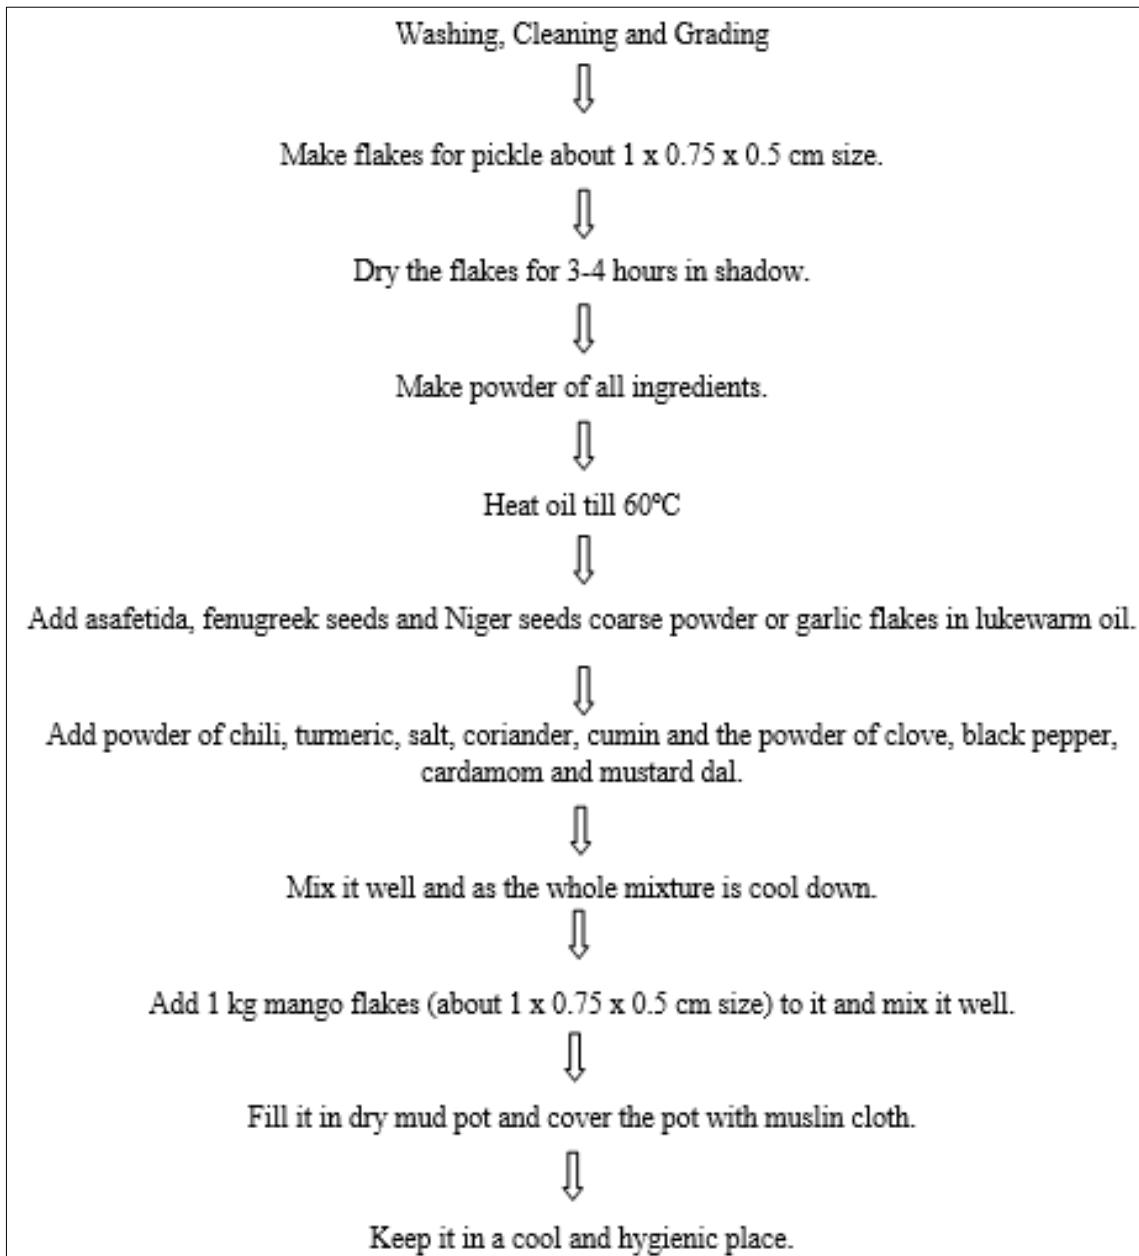 Washing, Cleaning and Grading
Make flakes for pickle about 1 x 0.75 x 0.5 cm size.
Dry the flakes for 3-4 hours in shadow.
Make powder of all ingredients.
Heat oil till 60°C
Add asafetida, fenugreek seeds and Niger seeds coarse powder or garlic flakes in lukewarm oil.
Add powder of chili, turmeric, salt, coriander, cumin and the powder of clove, black pepper,
cardamom and mustard dal.
Mix it well and as the whole mixture is cool down.
Add 1 kg mango flakes (about 1 x 0.75 x 0.5 cm size) to it and mix it well.
Fill it in dry mud pot and cover the pot with muslin cloth.
Keep it in a cool and hygienic place.